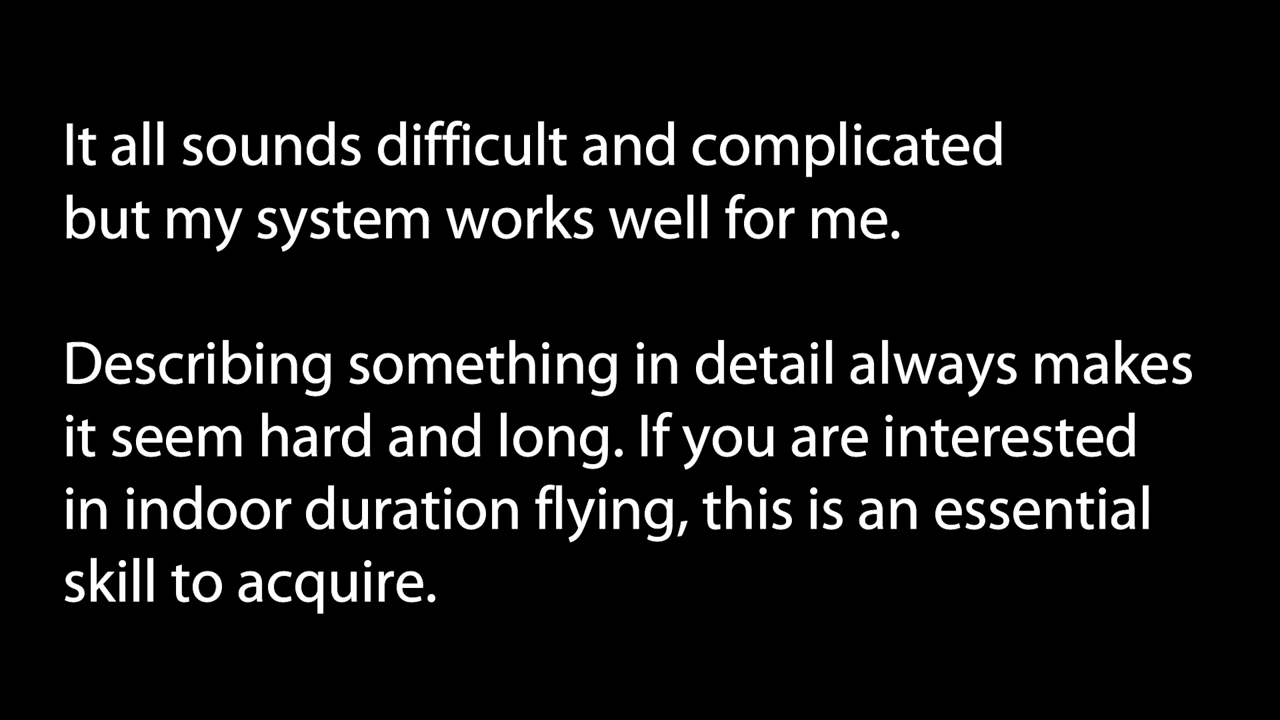 It all sounds difficult and complicated
but my system works well for me.
Describing something in detail always makes
it seem hard and long. If you are interested
in indoor duration flying, this is an essential
skill to acquire.